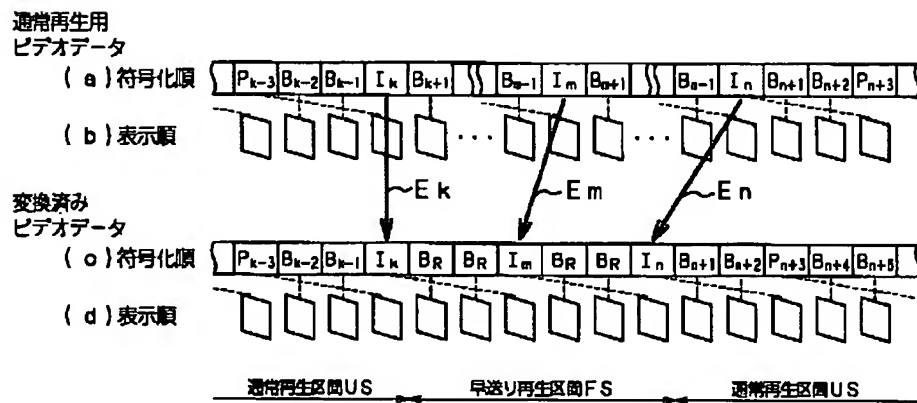 通常再生用
ビデオデータ
(a)符号化順 P k-3 B k-2 B k-1 I k B k+1 B m-1 I m B m+1 B n-1 I n B n+1 B n+2 P n+3
(b)表示順 ... ...
Ek Em En
変換済み
ビデオデータ
(c)符号化順 P k-3 B k-2 B k-1 I k B R B R I m B R B R I n B n+1 B n+2 P n+3 B n+4 B n+5
(d)表示順
通常再生区間US 早送り再生区間FS 通常再生区間US